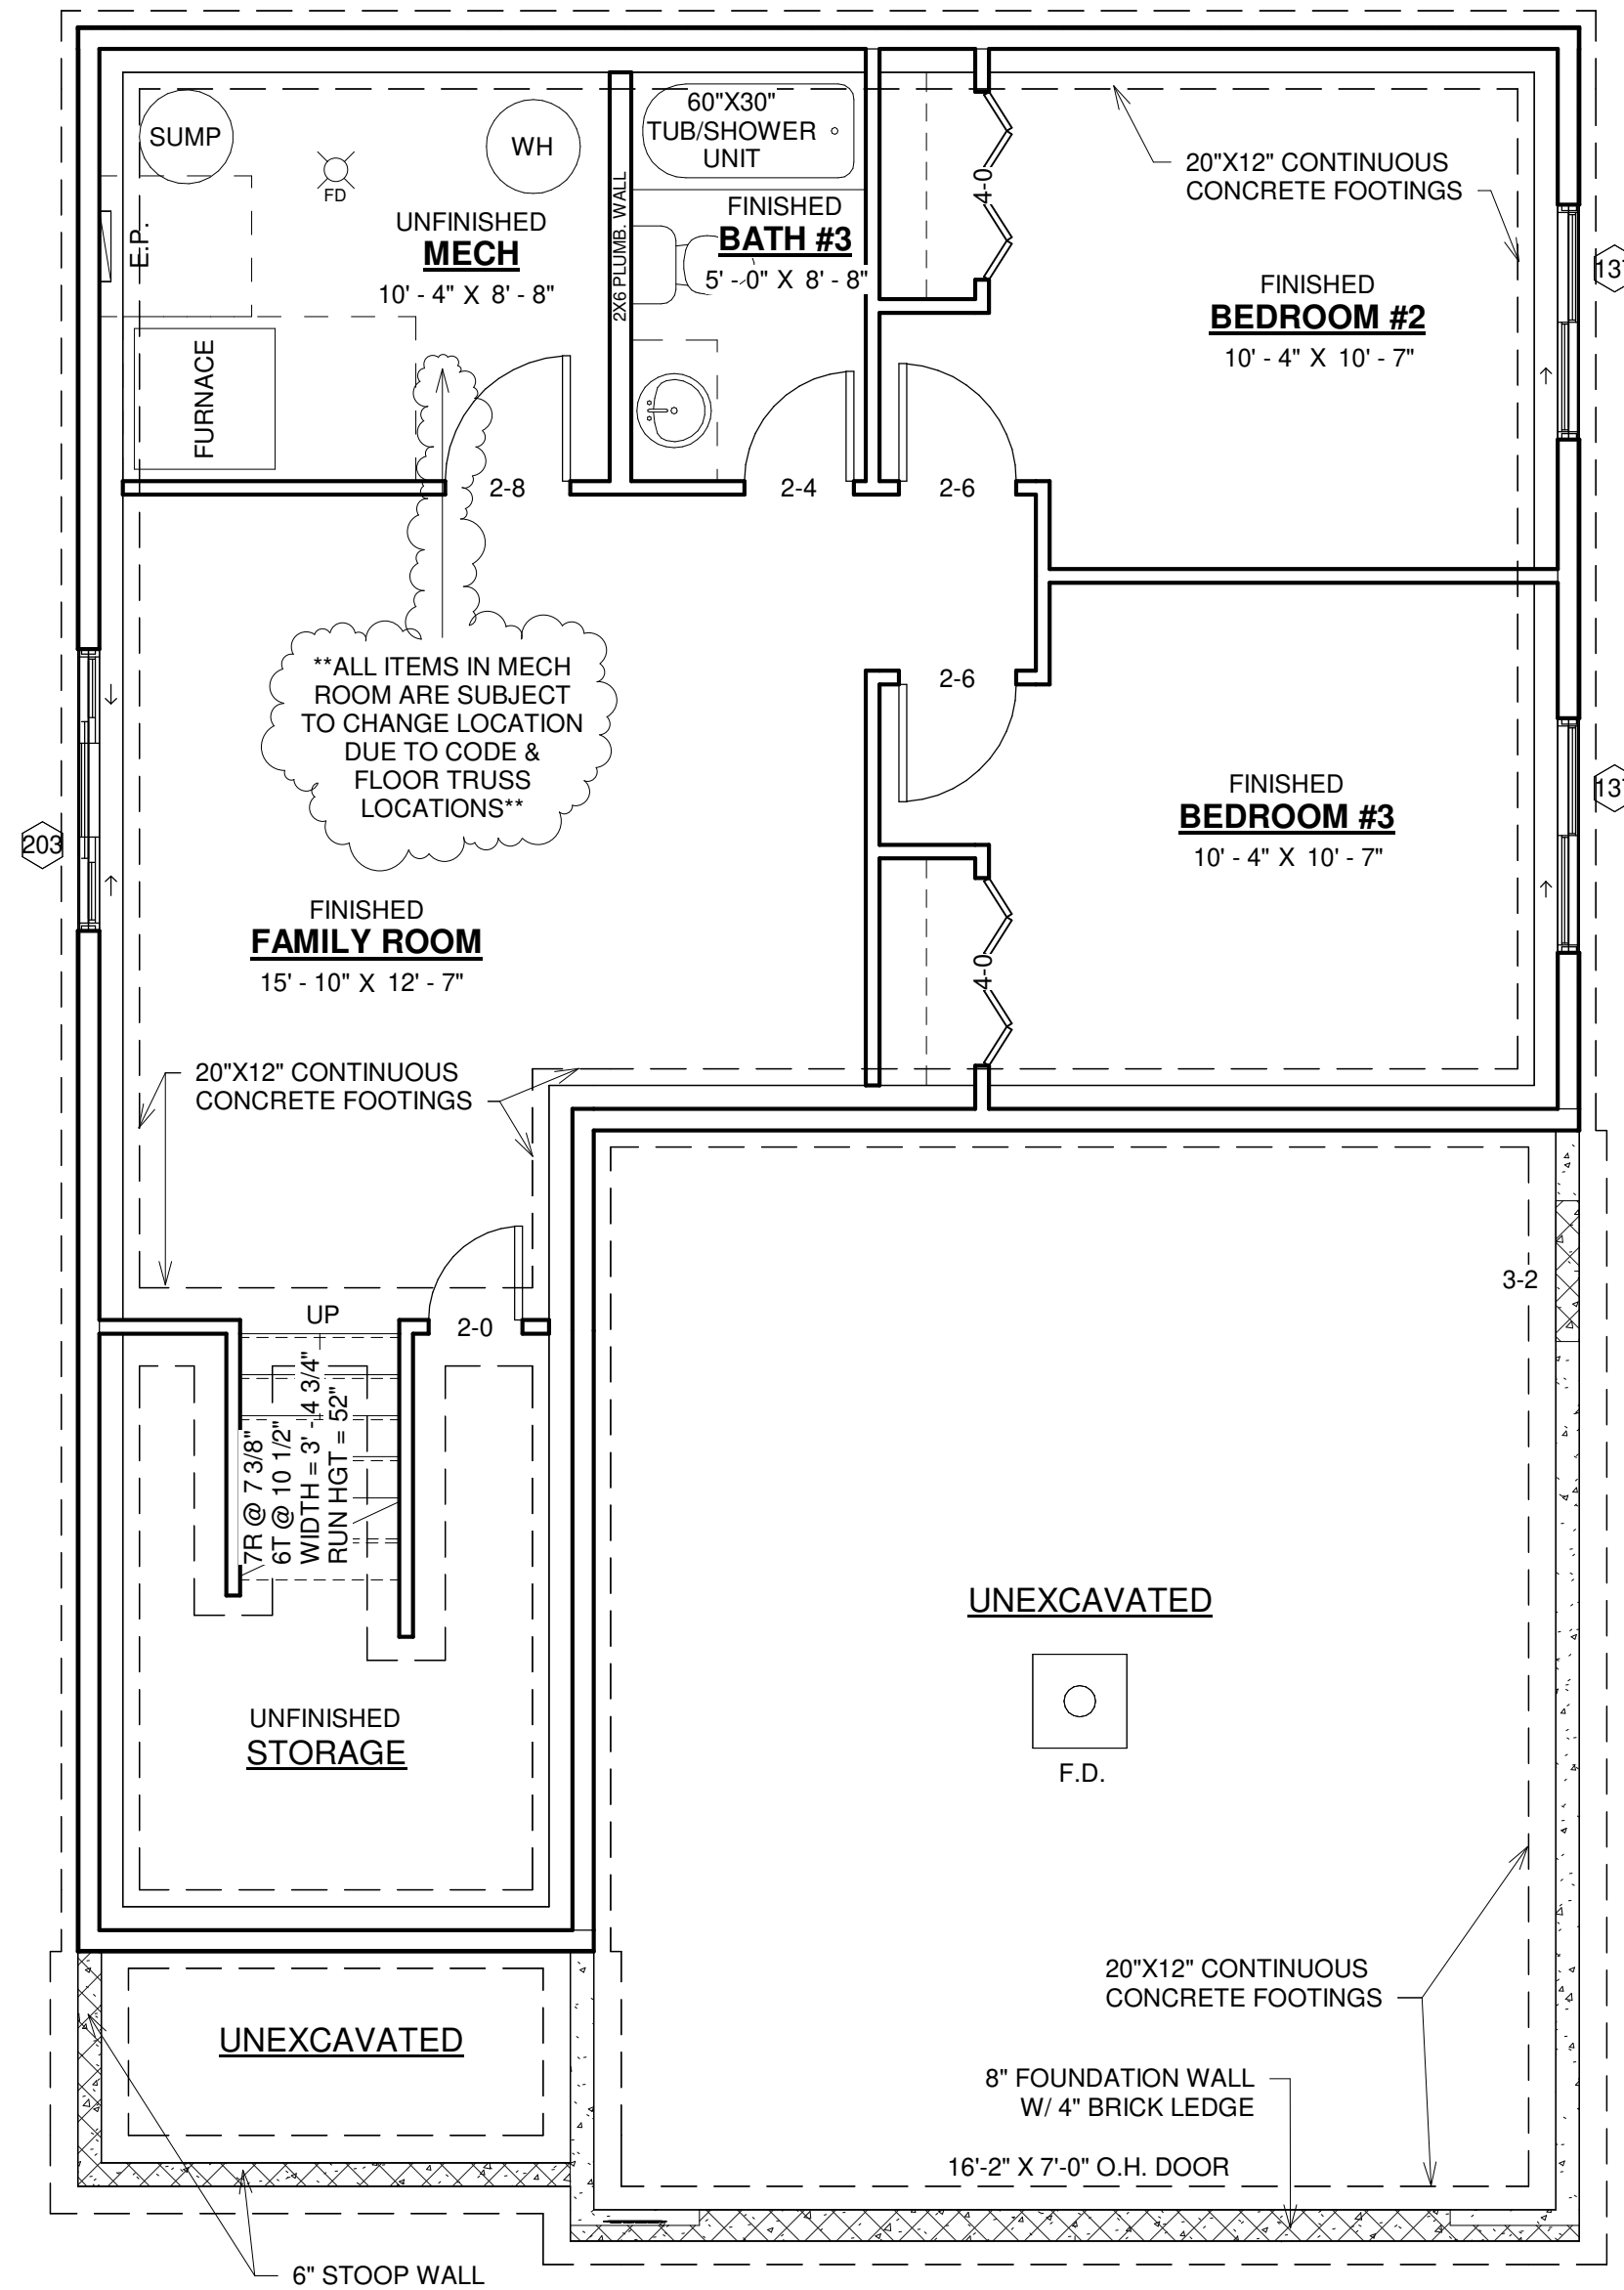 SUMP
WH
FD
E.P.
UNFINISHED
MECH
10' - 4" X 8' - 8"
FURNACE
2X6 PLUMB. WALL
60"X30"
TUB/SHOWER
UNIT
FINISHED
BATH #3
5' - 0" X 8' - 8"
4-0
20"X12" CONTINUOUS
CONCRETE FOOTINGS
FINISHED
BEDROOM #2
10' - 4" X 10' - 7"
2-8
2-4
2-6
**ALL ITEMS IN MECH
ROOM ARE SUBJECT
TO CHANGE LOCATION
DUE TO CODE &
FLOOR TRUSS
LOCATIONS**
2-6
203
FINISHED
BEDROOM #3
10' - 4" X 10' - 7"
4-0
FINISHED
FAMILY ROOM
15' - 10" X 12' - 7"
20"X12" CONTINUOUS
CONCRETE FOOTINGS
UP
2-0
3-2
7R @ 7 3/8"
6T @ 10 1/2"
WIDTH = 3' - 4 3/4"
RUN HGT = 52"
UNEXCAVATED
F.D.
UNFINISHED
STORAGE
20"X12" CONTINUOUS
CONCRETE FOOTINGS
UNEXCAVATED
8" FOUNDATION WALL
W/ 4" BRICK LEDGE
16'-2" X 7'-0" O.H. DOOR
6" STOOP WALL